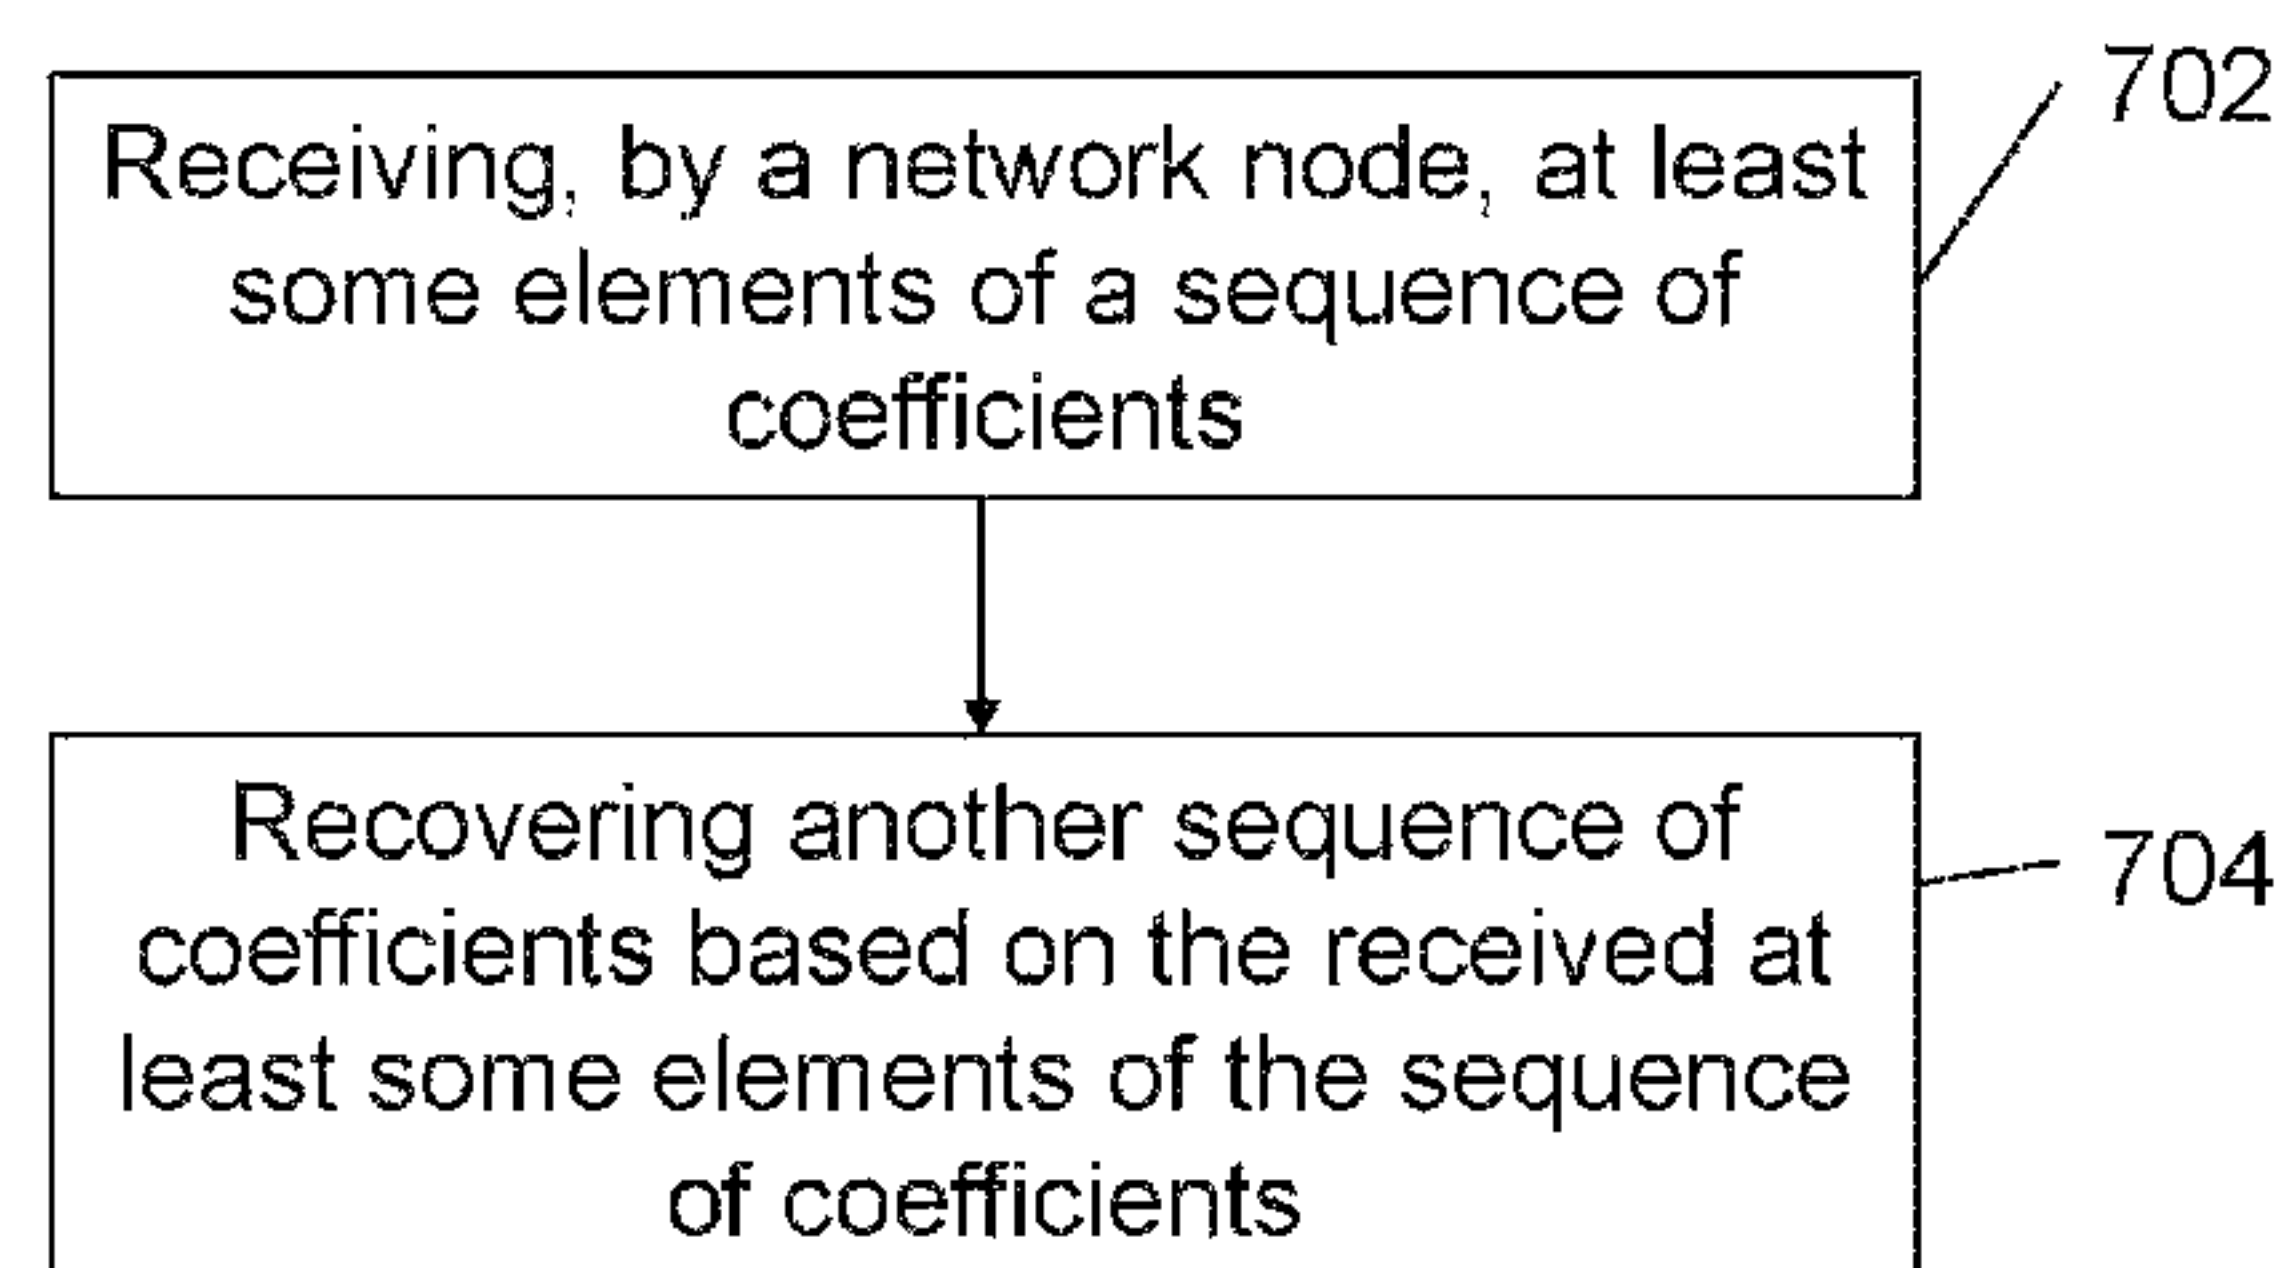 702
Receiving, by a network node, at least
some elements of a sequence of
coefficients
Recovering another sequence of
coefficients based on the received at
least some elements of the sequence
of coefficients
704